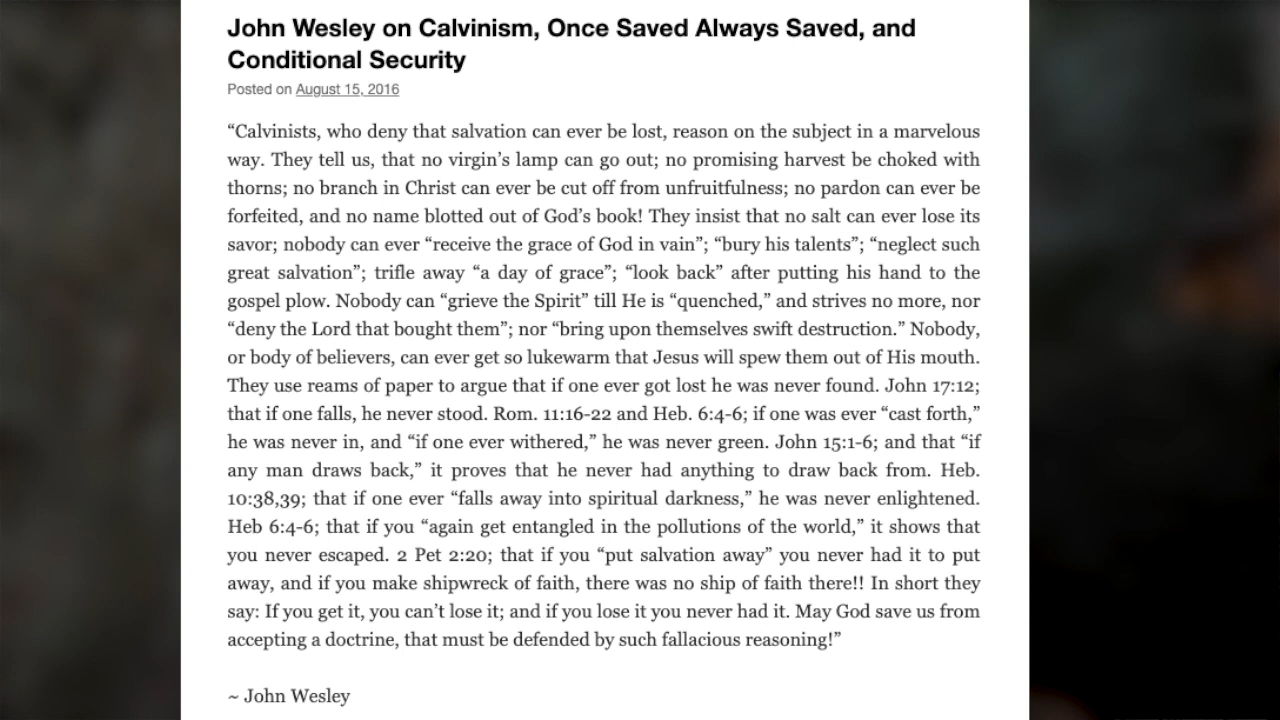 John Wesley on Calvinism, Once Saved Always Saved, and
Conditional Security
Posted on August 15, 2016
“Calvinists, who deny that salvation can ever be lost, reason on the subject in a marvelous
way. They tell us, that no virgin’s lamp can go out; no promising harvest be choked with
thorns; no branch in Christ can ever be cut off from unfruitfulness; no pardon can ever be
forfeited, and no name blotted out of God’s book! They insist that no salt can ever lose its
savor; nobody can ever “receive the grace of God in vain”; “bury his talents”; “neglect such
great salvation”; trifle away “a day of grace”; “look back” after putting his hand to the
gospel plow. Nobody can “grieve the Spirit” till He is “quenched,” and strives no more, nor
“deny the Lord that bought them”; nor “bring upon themselves swift destruction.” Nobody,
or body of believers, can ever get so lukewarm that Jesus will spew them out of His mouth.
They use reams of paper to argue that if one ever got lost he was never found. John 17:12;
that if one falls, he never stood. Rom. 11:16-22 and Heb. 6:4-6; if one was ever “cast forth,”
he was never in, and “if one ever withered,” he was never green. John 15:1-6; and that “if
any man draws back,” it proves that he never had anything to draw back from. Heb.
10:38,39; that if one ever “falls away into spiritual darkness,” he was never enlightened.
Heb 6:4-6; that if you “again get entangled in the pollutions of the world,” it shows that
you never escaped. 2 Pet 2:20; that if you “put salvation away” you never had it to put
away, and if you make shipwreck of faith, there was no ship of faith there!! In short they
say: If you get it, you can’t lose it; and if you lose it you never had it. May God save us from
accepting a doctrine, that must be defended by such fallacious reasoning!”
~ John Wesley